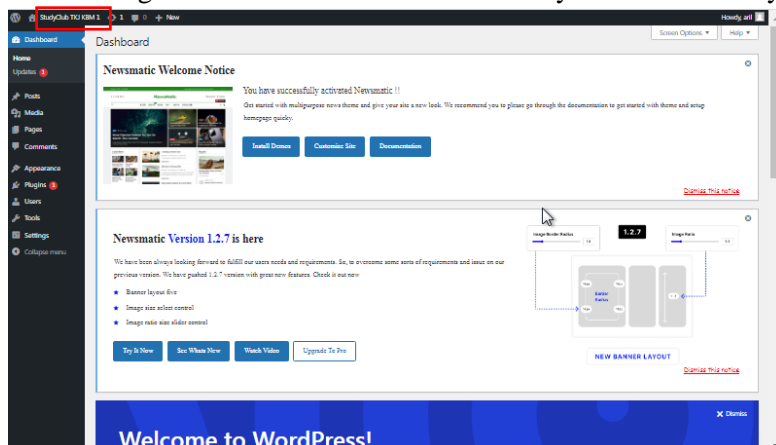 StudyClub TKJ KBM 1 1 0 + New Howdy, aril
Dashboard
Home
Updates 1
Posts
Media
Pages
Comments
Appearance
Plugins 1
Users
Tools
Settings
Collapse menu
Dashboard
Screen Options ▼ Help ▼
Newsmatic Welcome Notice
You have successfully activated Newsmatic !!
Get started with multipurpose news theme and give your site a new look. We recommend you to please go through the documentation to get started with theme and setup
homepage quicky.
Install Demos Customize Site Documentation
Dismiss this notice
Newsmatic Version 1.2.7 is here
We have been always looking forward to fulfill our users needs and requirements. So, to overcome some sorts of requirements and issue on our
previous version. We have pushed 1.2.7 version with great new features. Check it out now
Banner layout five
Image size select control
Image ratio size slider control
Try It Now See Whats New Watch Video Upgrade To Pro
Image Border Radius
1.2.7
Image Ratio
Border
Radius
NEW BANNER LAYOUT
Dismiss this notice
Dismiss
Welcome to WordPress!